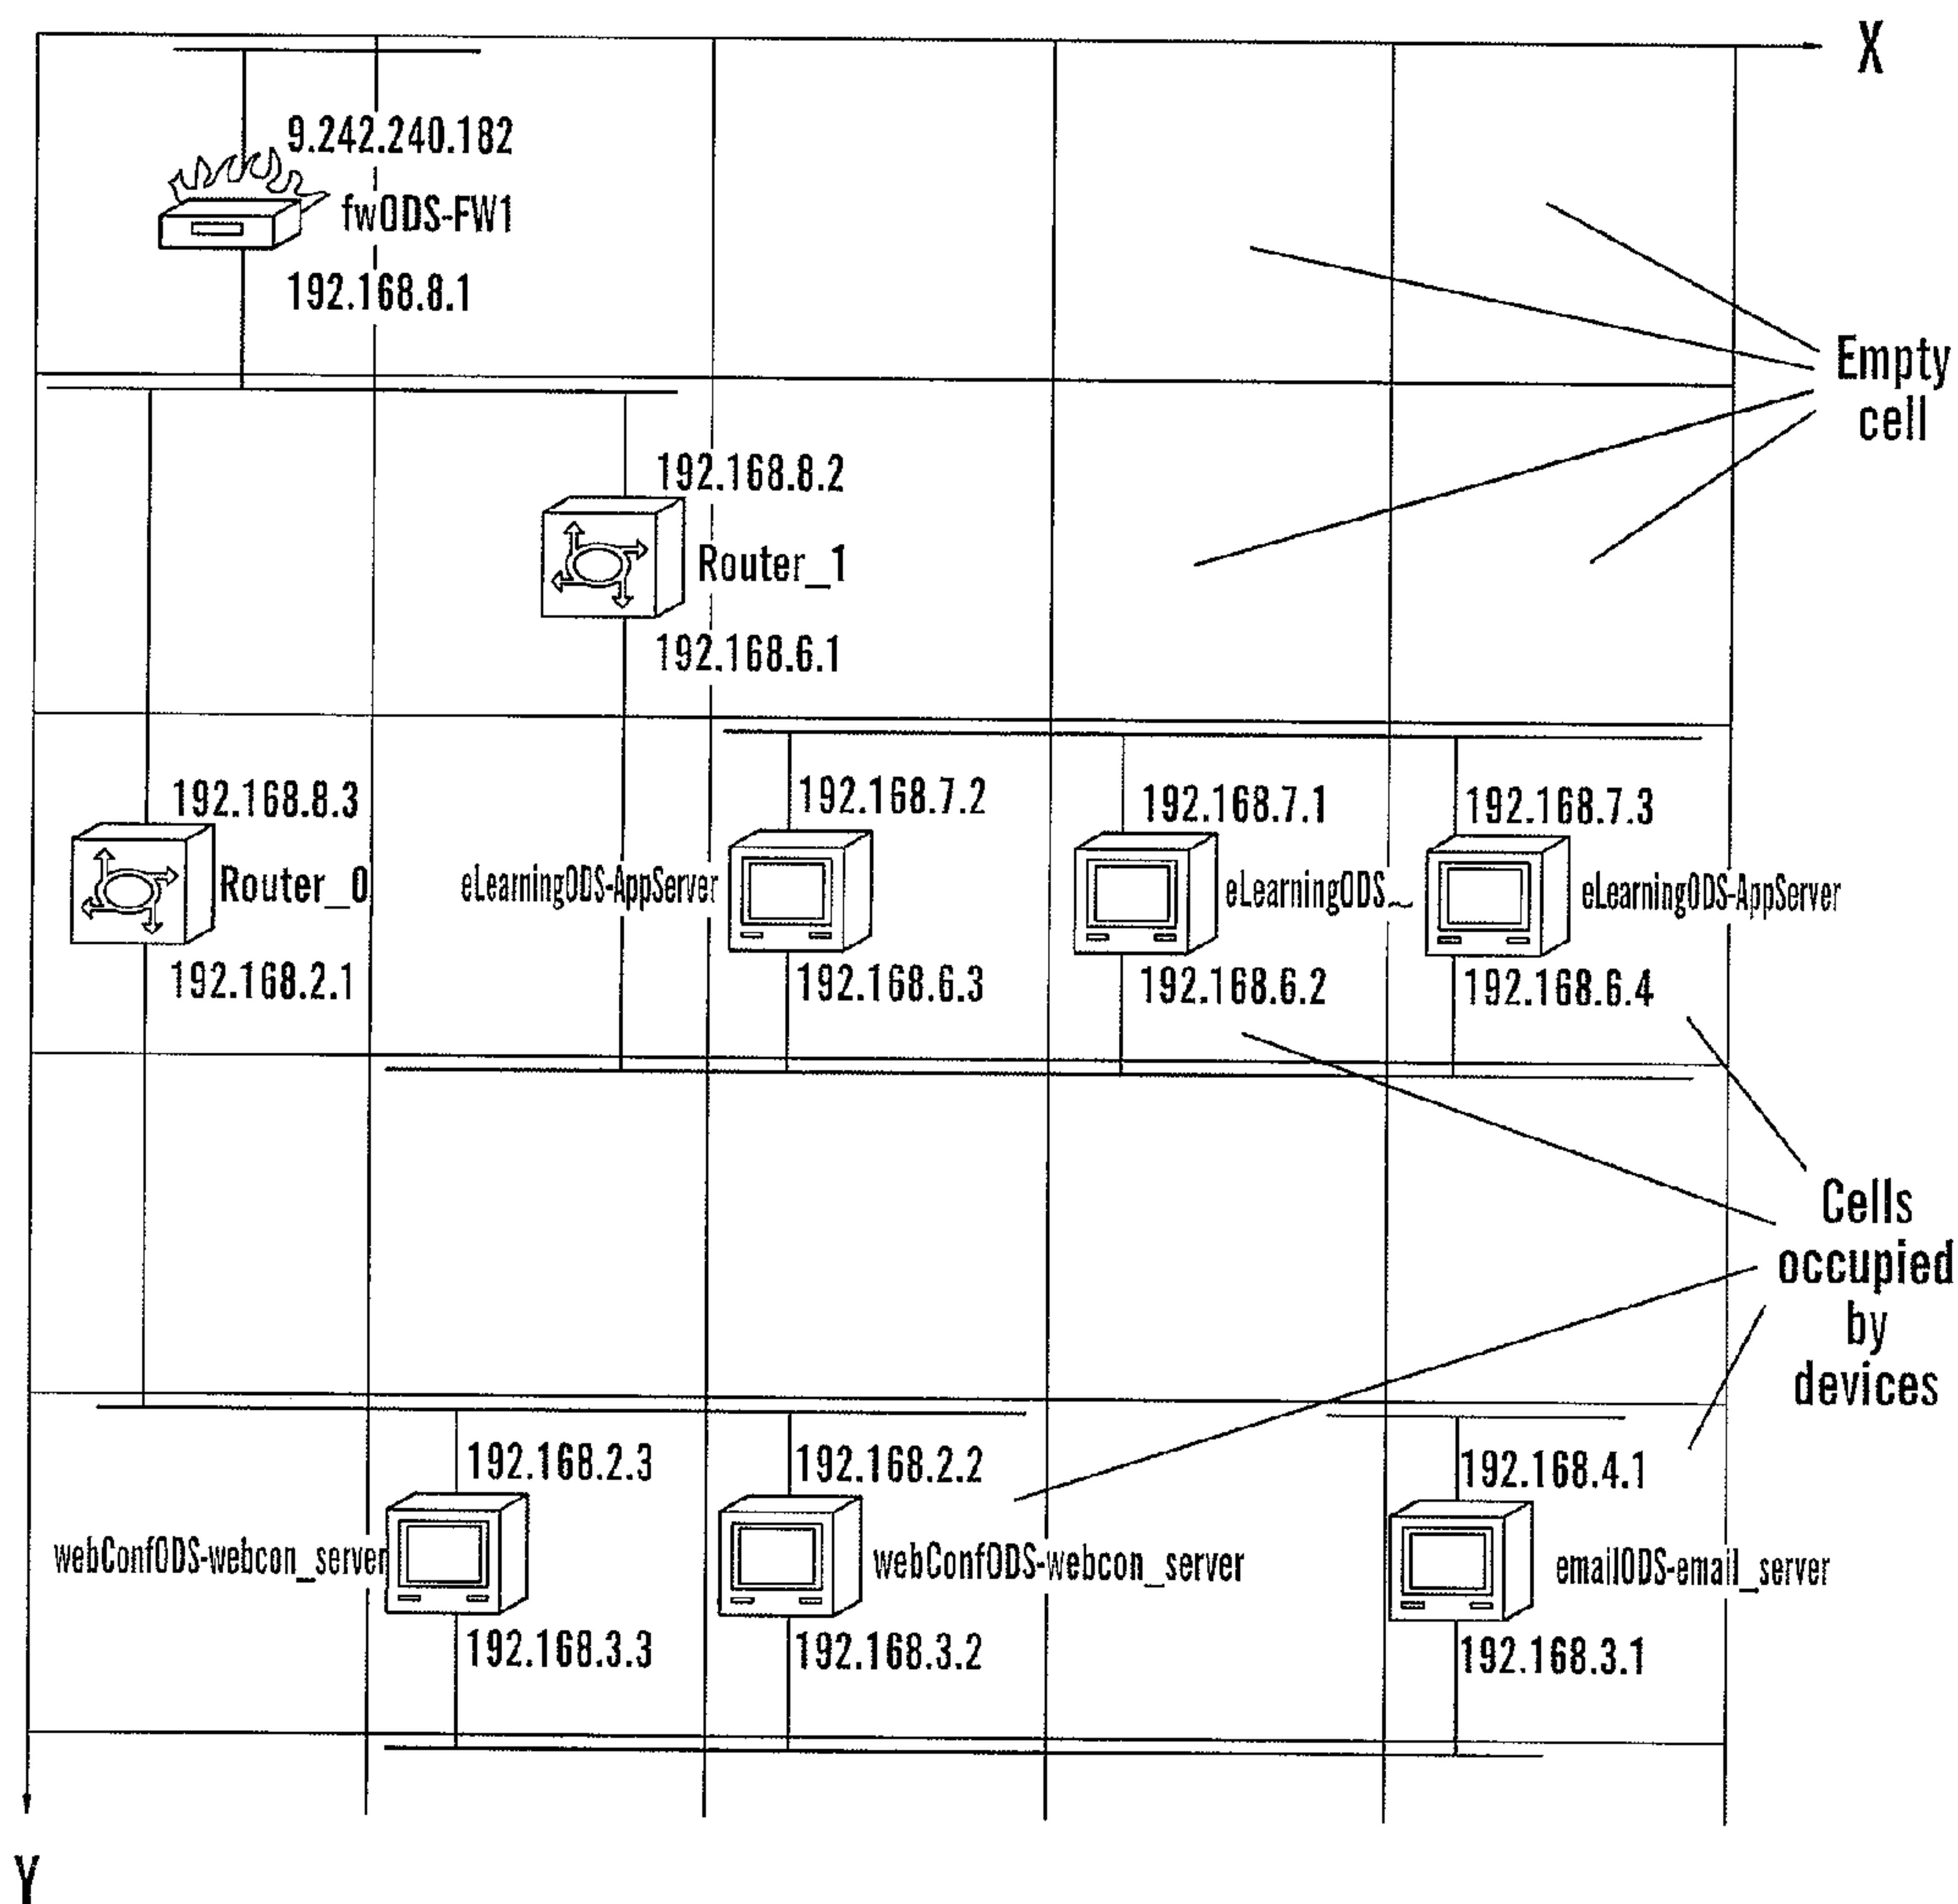 X
9.242.240.182
fwODS-FW1
192.168.8.1
Empty
cell
192.168.8.2
Router_1
192.168.6.1
192.168.8.3
Router_0
192.168.2.1
192.168.7.2
eLearningODS-AppServer
192.168.6.3
192.168.7.1
eLearningODS
192.168.6.2
192.168.7.3
eLearningODS-AppServer
192.168.6.4
Cells
occupied
by
devices
192.168.2.3
webConfODS-webcon_server
192.168.3.3
192.168.2.2
webConfODS-webcon_server
192.168.3.2
192.168.4.1
emailODS-email_server
192.168.3.1
Y